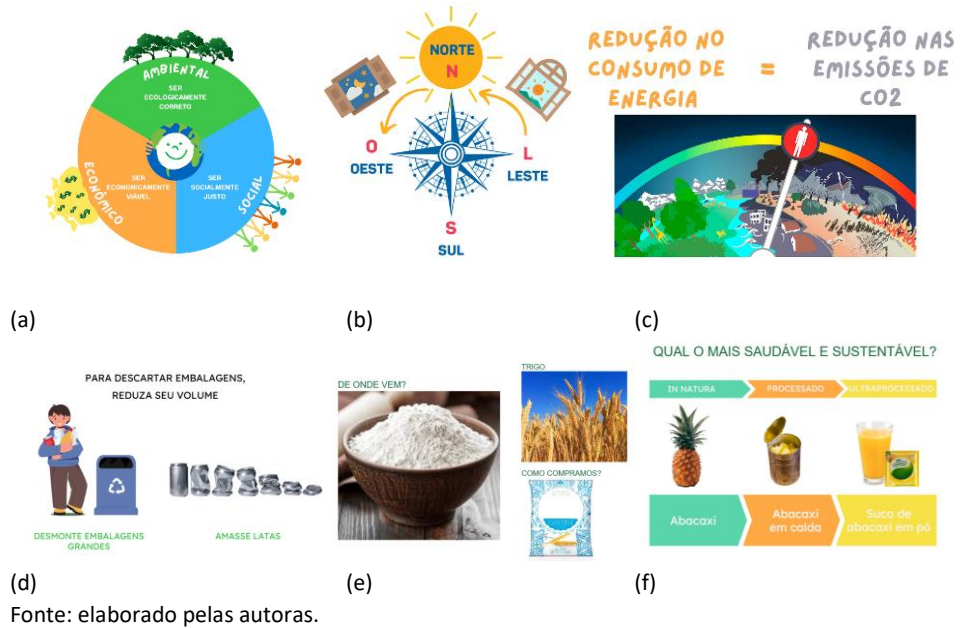 AMBIENTAL
SER
ECOLOGICAMENTE
CORRETO
ECONÔMICO
SER
ECONOMICAMENTE
VIÁVEL
SER
SOCIALMENTE
JUSTO
SOCIAL
NORTE
N
O
OESTE
L
LESTE
S
SUL
REDUÇÃO NO
CONSUMO DE
ENERGIA
=
REDUÇÃO NAS
EMISSÕES DE
CO2
(a)
(b)
(c)
PARA DESCARTAR EMBALAGENS,
REDUZA SEU VOLUME
DESMONTE EMBALAGENS
GRANDES
AMASSE LATAS
DE ONDE VEM?
TRIGO
COMO COMPRAMOS?
QUAL O MAIS SAUDÁVEL E SUSTENTÁVEL?
IN NATURA
PROCESSADO
ULTRAPROCESSADO
Abacaxi
Abacaxi
em calda
Suco de
abacaxi em pó
(d)
(e)
(f)
Fonte: elaborado pelas autoras.